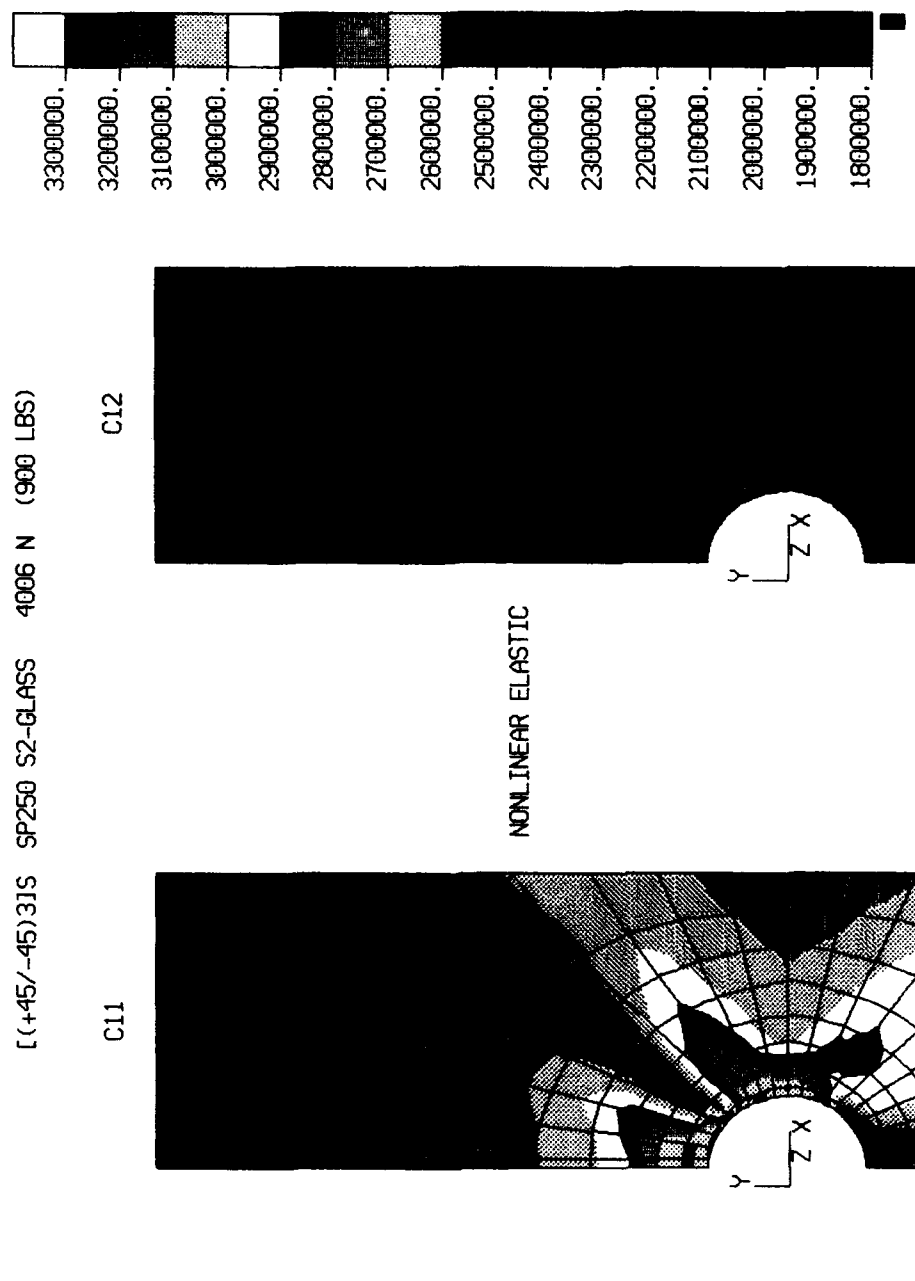 [(+45/-45)3]S SP250 S2-GLASS 4006 N (900 LBS)
C11
C12
NONLINEAR ELASTIC
Y
Z X
Y
Z X
3300000.
3200000.
3100000.
3000000.
2900000.
2800000.
2700000.
2600000.
2500000.
2400000.
2300000.
2200000.
2100000.
2000000.
1900000.
1800000.